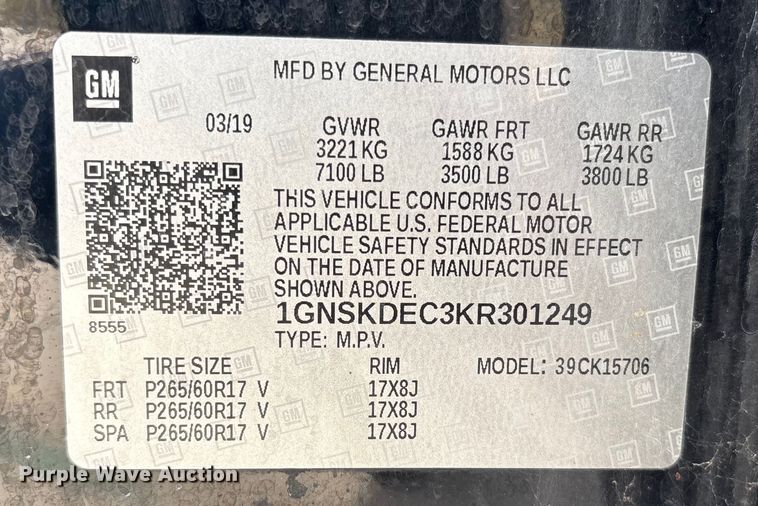 GM
MFD BY GENERAL MOTORS LLC
03/19 GVWR GAWR FRT GAWR RR
3221 KG 1588 KG 1724 KG
7100 LB 3500 LB 3800 LB
THIS VEHICLE CONFORMS TO ALL
APPLICABLE U.S. FEDERAL MOTOR
VEHICLE SAFETY STANDARDS IN EFFECT
ON THE DATE OF MANUFACTURE
SHOWN ABOVE.
8555
1GNSKDEC3KR301249
TYPE: M.P.V.
TIRE SIZE RIM MODEL: 39CK15706
FRT P265/60R17 V 17X8J
RR P265/60R17 V 17X8J
SPA P265/60R17 V 17X8J
Purple Wave Auction